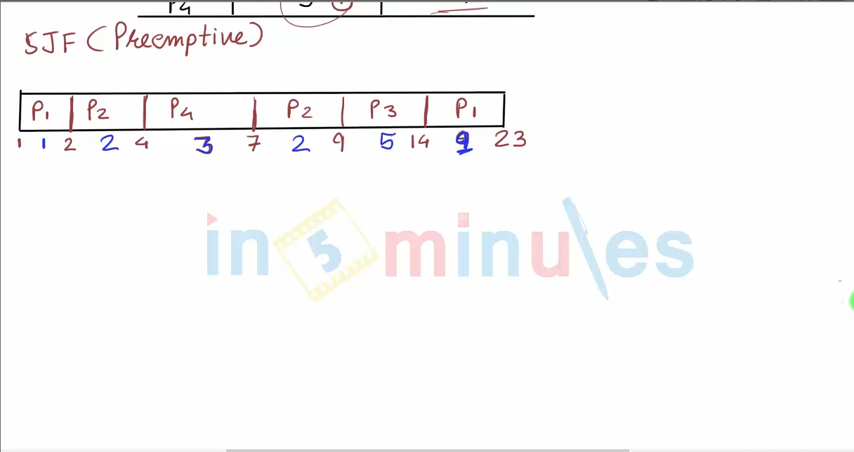 P4
SJF (Preemptive)
P1 P2 P4 P2 P3 P1
1 1 2 2 4 3 7 2 9 5 14 9 23
in 5 minutes